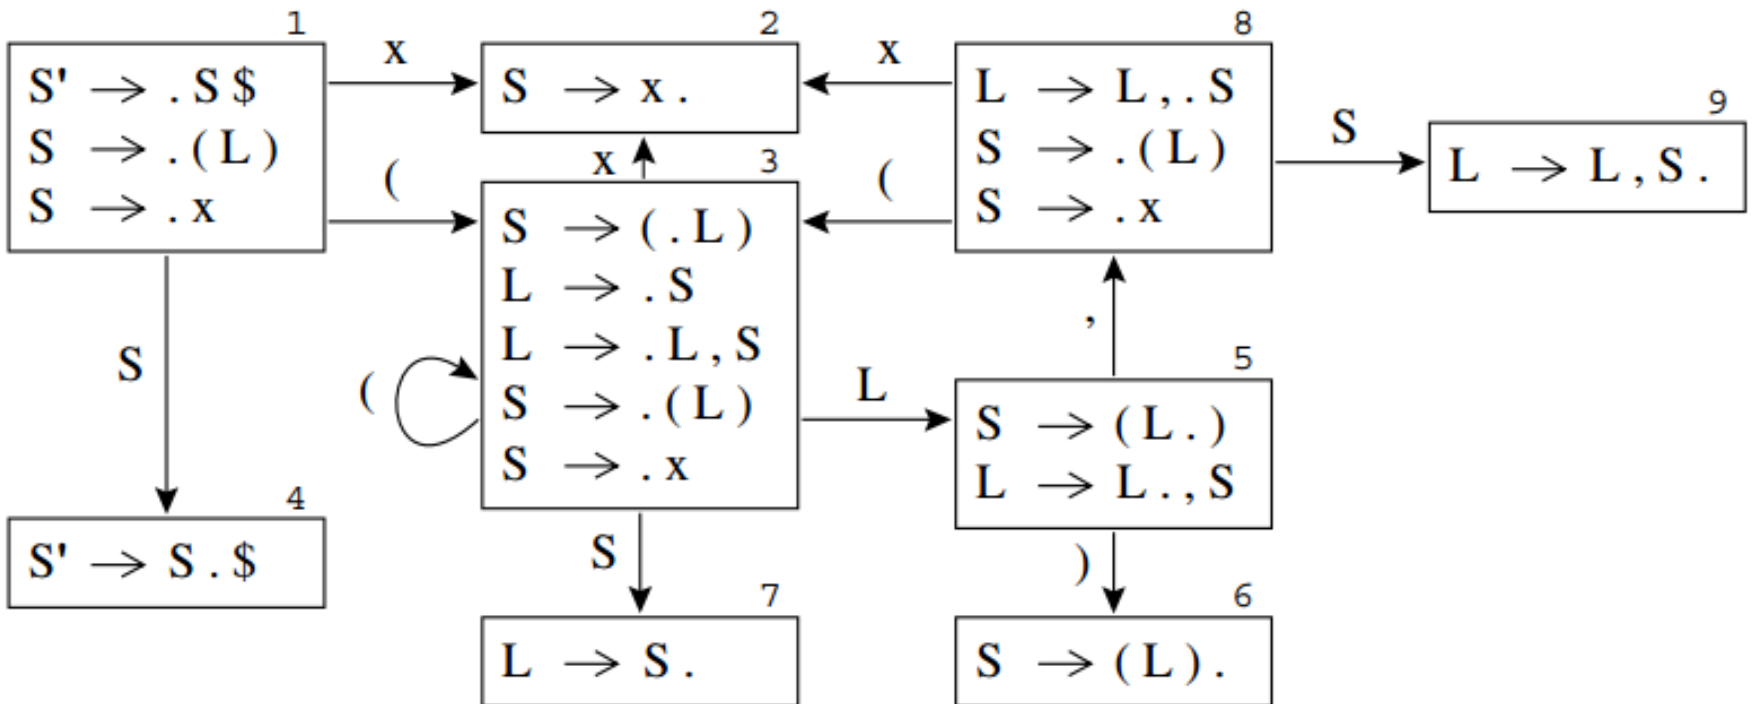 1
S' → . S $
S → . ( L )
S → . x
x
(
S
4
S' → S . $
2
S → x .
x
3
S → ( . L )
L → . S
L → . L , S
S → . ( L )
S → . x
(
S
7
L → S .
L
8
L → L , . S
S → . ( L )
S → . x
x
(
S
9
L → L , S .
,
5
S → ( L . )
L → L . , S
)
6
S → ( L ) .